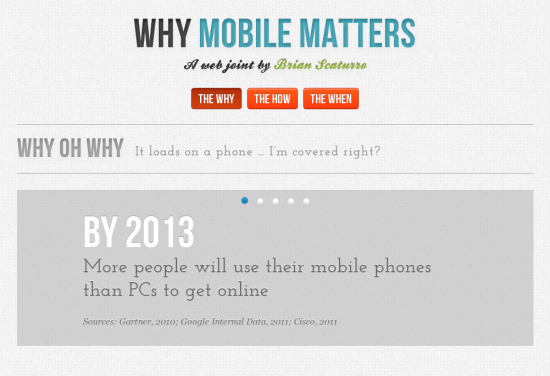 WHY MOBILE MATTERS
A web joint by Brian Scaturro
THE WHY THE HOW THE WHEN
WHY OH WHY It loads on a phone ... I'm covered right?
BY 2013
More people will use their mobile phones
than PCs to get online
Sources: Gartner, 2010; Google Internal Data, 2011; Cisco, 2011